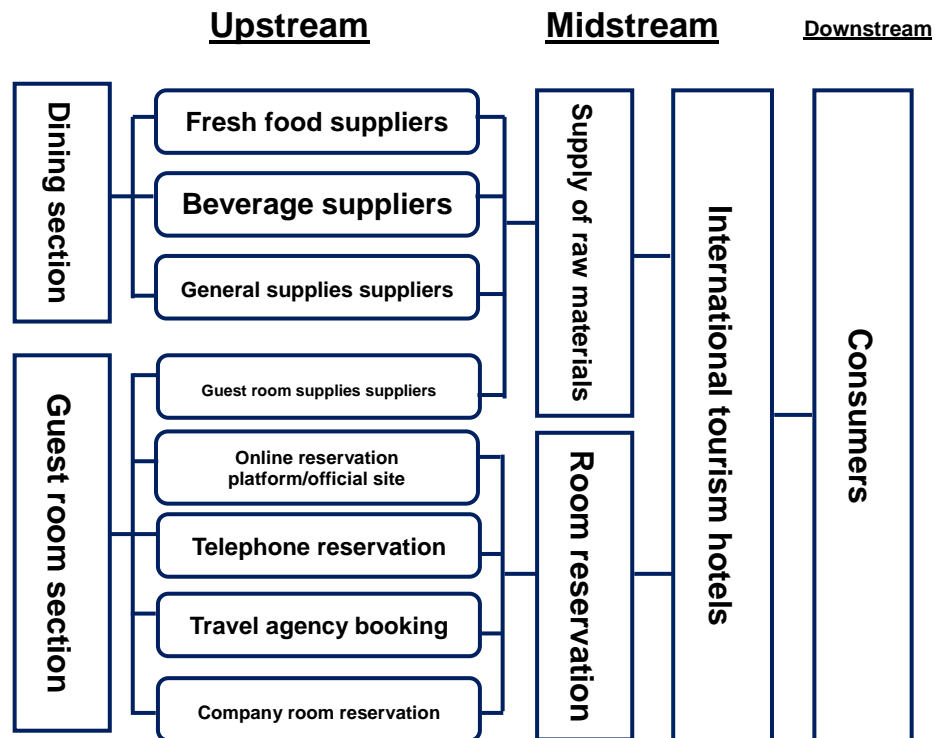 Upstream
Midstream
Downstream
Dining section
Fresh food suppliers
Beverage suppliers
General supplies suppliers
Guest room section
Guest room supplies suppliers
Online reservation
platform/official site
Telephone reservation
Travel agency booking
Company room reservation
Supply of raw materials
Room reservation
International tourism hotels
Consumers